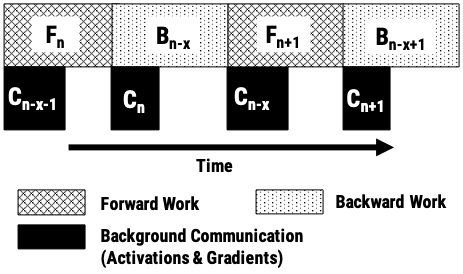 Fn Bn-x Fn+1 Bn-x+1
Cn-x-1 Cn Cn-x Cn+1
Time
Forward Work Backward Work
Background Communication
(Activations & Gradients)